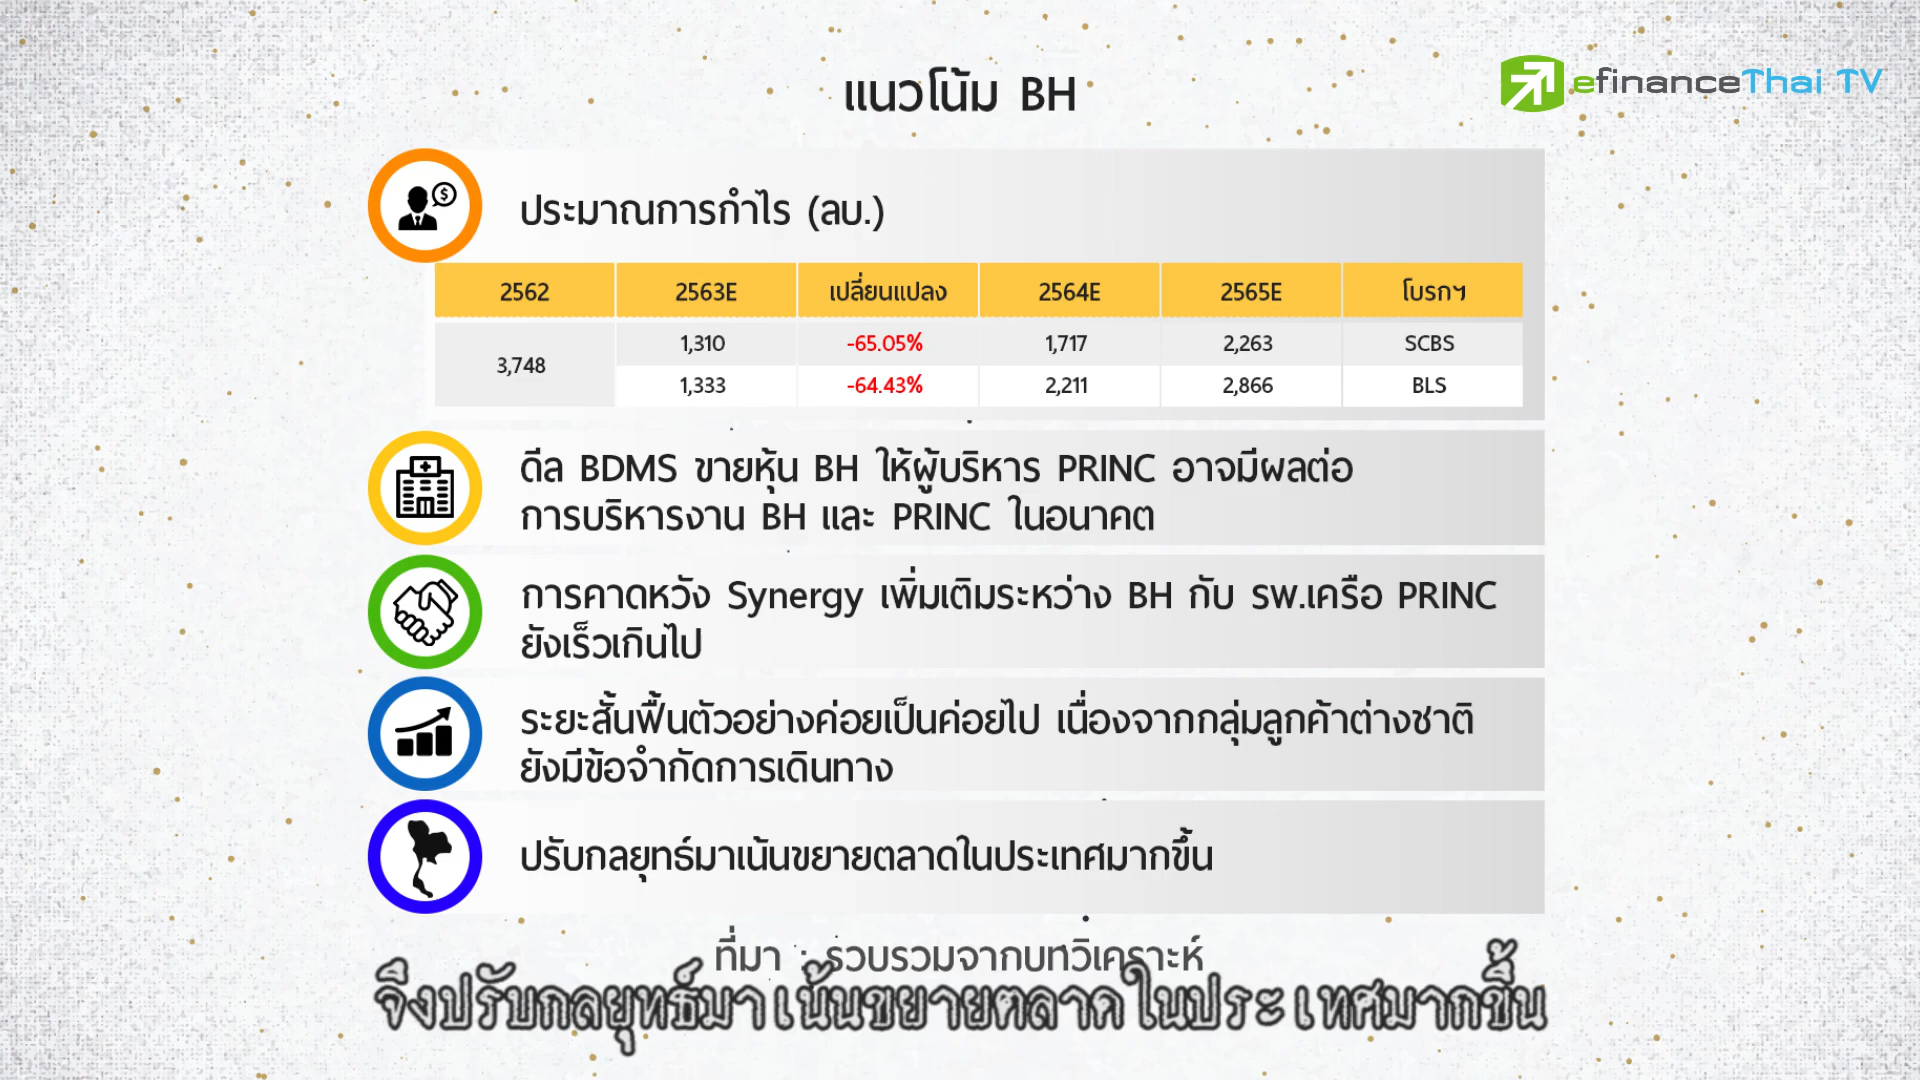 แนวโน้ม BH
efinanceThai TV
ประมาณการกำไร (ลบ.)
2562 2563E เปลี่ยนแปลง 2564E 2565E โบรกฯ
3,748
1,310 -65.05% 1,717 2,263 SCBS
1,333 -64.43% 2,211 2,866 BLS
ดีล BDMS ขายหุ้น BH ให้ผู้บริหาร PRINC อาจมีผลต่อ
การบริหารงาน BH และ PRINC ในอนาคต
การคาดหวัง Synergy เพิ่มเติมระหว่าง BH กับ รพ.เครือ PRINC
ยังเร็วเกินไป
ระยะสั้นฟื้นตัวอย่างค่อยเป็นค่อยไป เนื่องจากกลุ่มลูกค้าต่างชาติ
ยังมีข้อจำกัดการเดินทาง
ปรับกลยุทธ์มาเน้นขยายตลาดในประเทศมากขึ้น
ที่มา : รวบรวมจากบทวิเคราะห์
จึงปรับกลยุทธ์มาเน้นขยายตลาดในประเทศมากขึ้น